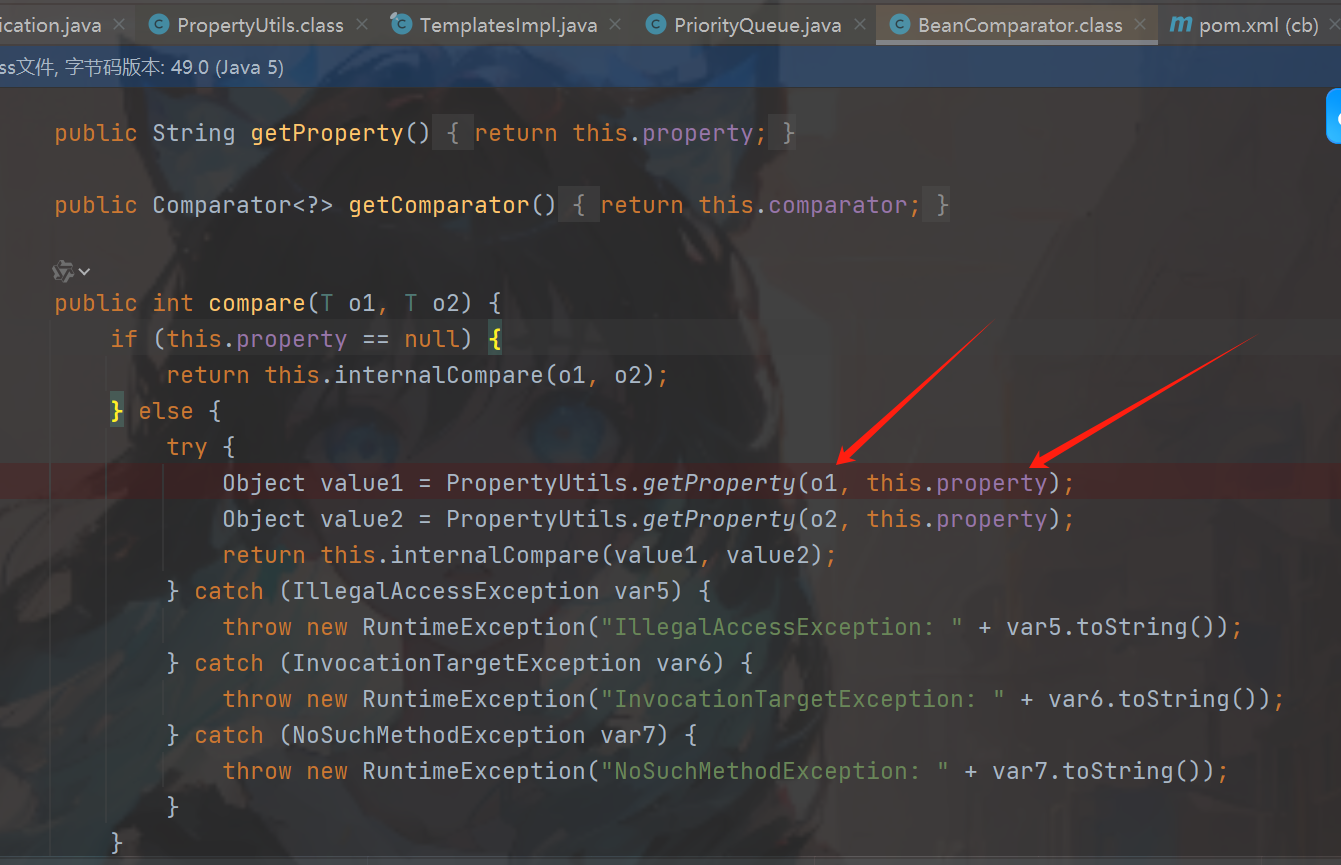 ication.java PropertyUtils.class TemplatesImpl.java PriorityQueue.java BeanComparator.class pom.xml (cb)
ss文件, 字节码版本: 49.0 (Java 5)
public String getProperty() { return this.property; }
public Comparator<?> getComparator() { return this.comparator; }
public int compare(T o1, T o2) {
if (this.property == null) {
return this.internalCompare(o1, o2);
} else {
try {
Object value1 = PropertyUtils.getProperty(o1, this.property);
Object value2 = PropertyUtils.getProperty(o2, this.property);
return this.internalCompare(value1, value2);
} catch (IllegalAccessException var5) {
throw new RuntimeException("IllegalAccessException: " + var5.toString());
} catch (InvocationTargetException var6) {
throw new RuntimeException("InvocationTargetException: " + var6.toString());
} catch (NoSuchMethodException var7) {
throw new RuntimeException("NoSuchMethodException: " + var7.toString());
}
}